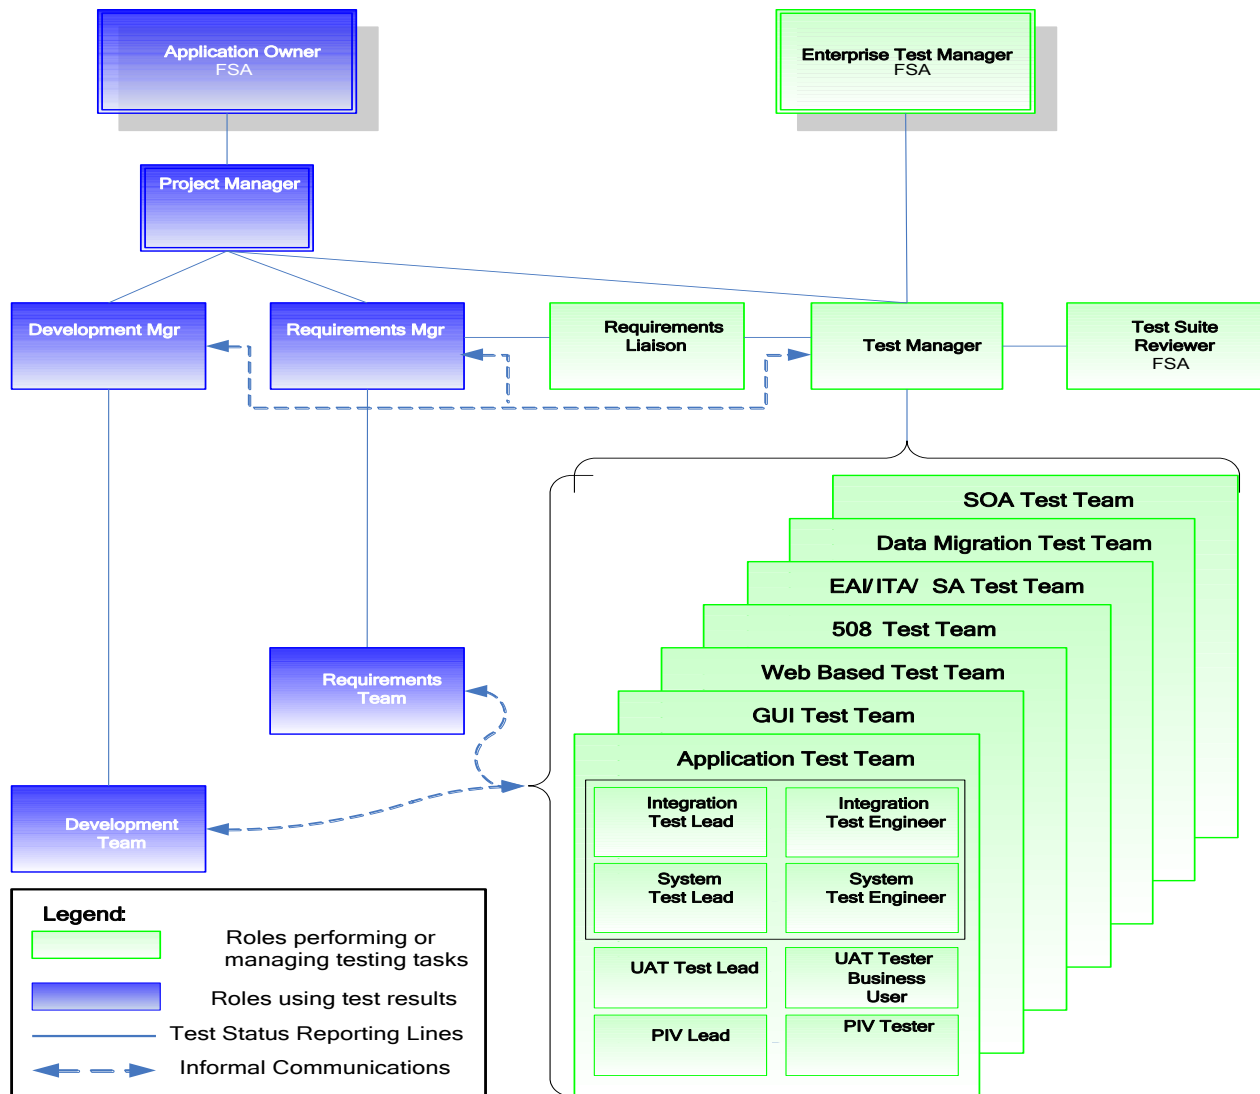 Application Owner
FSA
Enterprise Test Manager
FSA
Project Manager
Development Mgr
Requirements Mgr
Requirements
Liaison
Test Manager
Test Suite
Reviewer
FSA
SOA Test Team
Data Migration Test Team
EAI/ITA/ SA Test Team
508 Test Team
Web Based Test Team
GUI Test Team
Application Test Team
Requirements
Team
Development
Team
Integration
Test Lead
Integration
Test Engineer
System
Test Lead
System
Test Engineer
UAT Test Lead
UAT Tester
Business
User
PIV Lead
PIV Tester
Legend:
Roles performing or
managing testing tasks
Roles using test results
Test Status Reporting Lines
Informal Communications